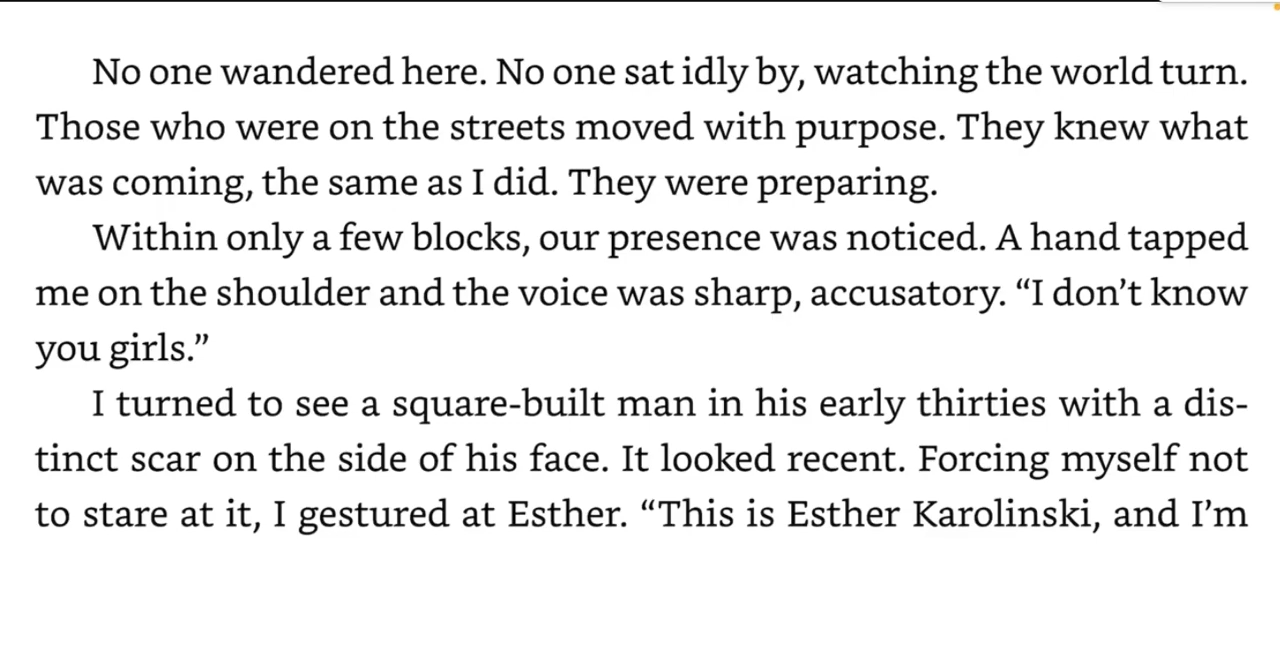 No one wandered here. No one sat idly by, watching the world turn.
Those who were on the streets moved with purpose. They knew what
was coming, the same as I did. They were preparing.
Within only a few blocks, our presence was noticed. A hand tapped
me on the shoulder and the voice was sharp, accusatory. “I don’t know
you girls.”
I turned to see a square-built man in his early thirties with a dis-
tinct scar on the side of his face. It looked recent. Forcing myself not
to stare at it, I gestured at Esther. “This is Esther Karolinski, and I’m